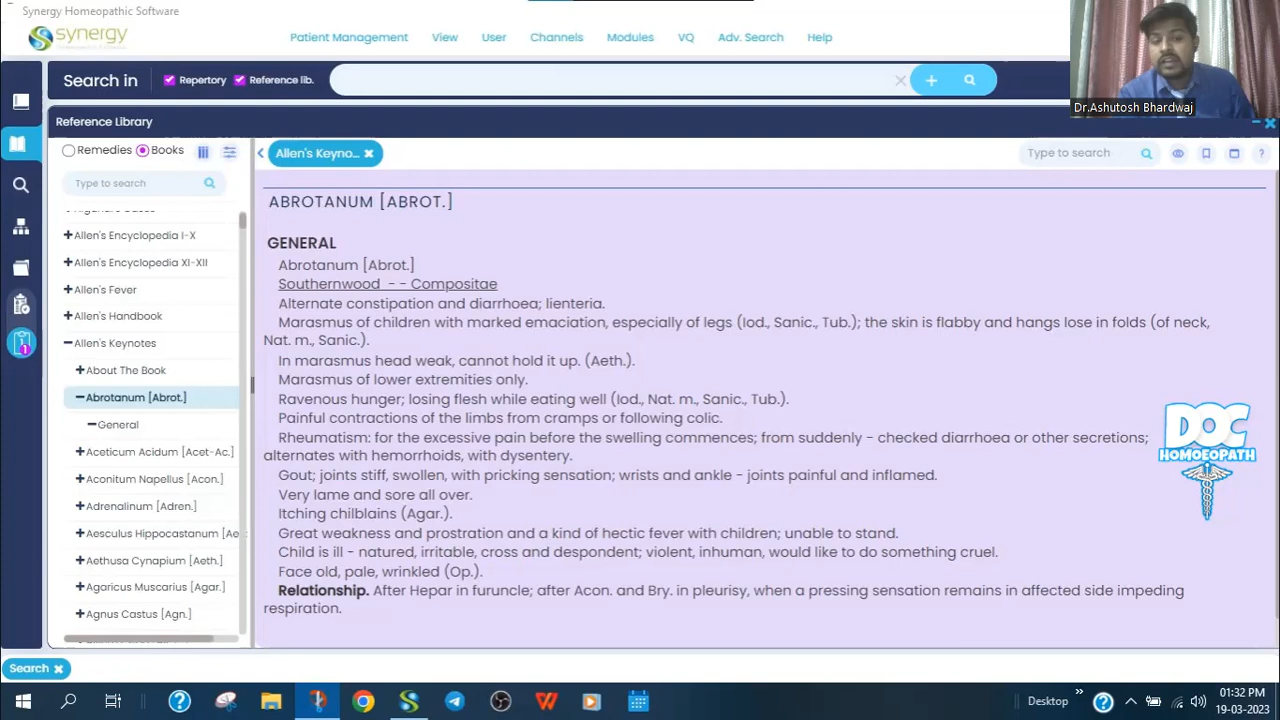 Synergy Homeopathic Software
synergy
Patient Management View User Channels Modules VQ Adv. Search Help
Search in Repertory Reference lib.
Dr.Ashutosh Bhardwaj
Reference Library
Remedies Books
Allen's Keyno...
Type to search
Type to search
Allen's Encyclopedia I-X
Allen's Encyclopedia XI-XII
Allen's Fever
Allen's Handbook
Allen's Keynotes
About The Book
Abrotanum [Abrot.]
General
Aceticum Acidum [Acet-Ac.]
Aconitum Napellus [Acon.]
Adrenalinum [Adren.]
Aesculus Hippocastanum [Ae
Aethusa Cynapium [Aeth.]
Agaricus Muscarius [Agar.]
Agnus Castus [Agn.]
ABROTANUM [ABROT.]
GENERAL
Abrotanum [Abrot.]
Southernwood - - Compositae
Alternate constipation and diarrhoea; lienteria.
Marasmus of children with marked emaciation, especially of legs (Iod., Sanic., Tub.); the skin is flabby and hangs lose in folds (of neck,
Nat. m., Sanic.).
In marasmus head weak, cannot hold it up. (Aeth.).
Marasmus of lower extremities only.
Ravenous hunger; losing flesh while eating well (Iod., Nat. m., Sanic., Tub.).
Painful contractions of the limbs from cramps or following colic.
Rheumatism: for the excessive pain before the swelling commences; from suddenly - checked diarrhoea or other secretions;
alternates with hemorrhoids, with dysentery.
Gout; joints stiff, swollen, with pricking sensation; wrists and ankle - joints painful and inflamed.
Very lame and sore all over.
Itching chilblains (Agar.).
Great weakness and prostration and a kind of hectic fever with children; unable to stand.
Child is ill - natured, irritable, cross and despondent; violent, inhuman, would like to do something cruel.
Face old, pale, wrinkled (Op.).
Relationship. After Hepar in furuncle; after Acon. and Bry. in pleurisy, when a pressing sensation remains in affected side impeding
respiration.
DOC
HOMOEOPATH
Search
Desktop
01:32 PM
19-03-2023